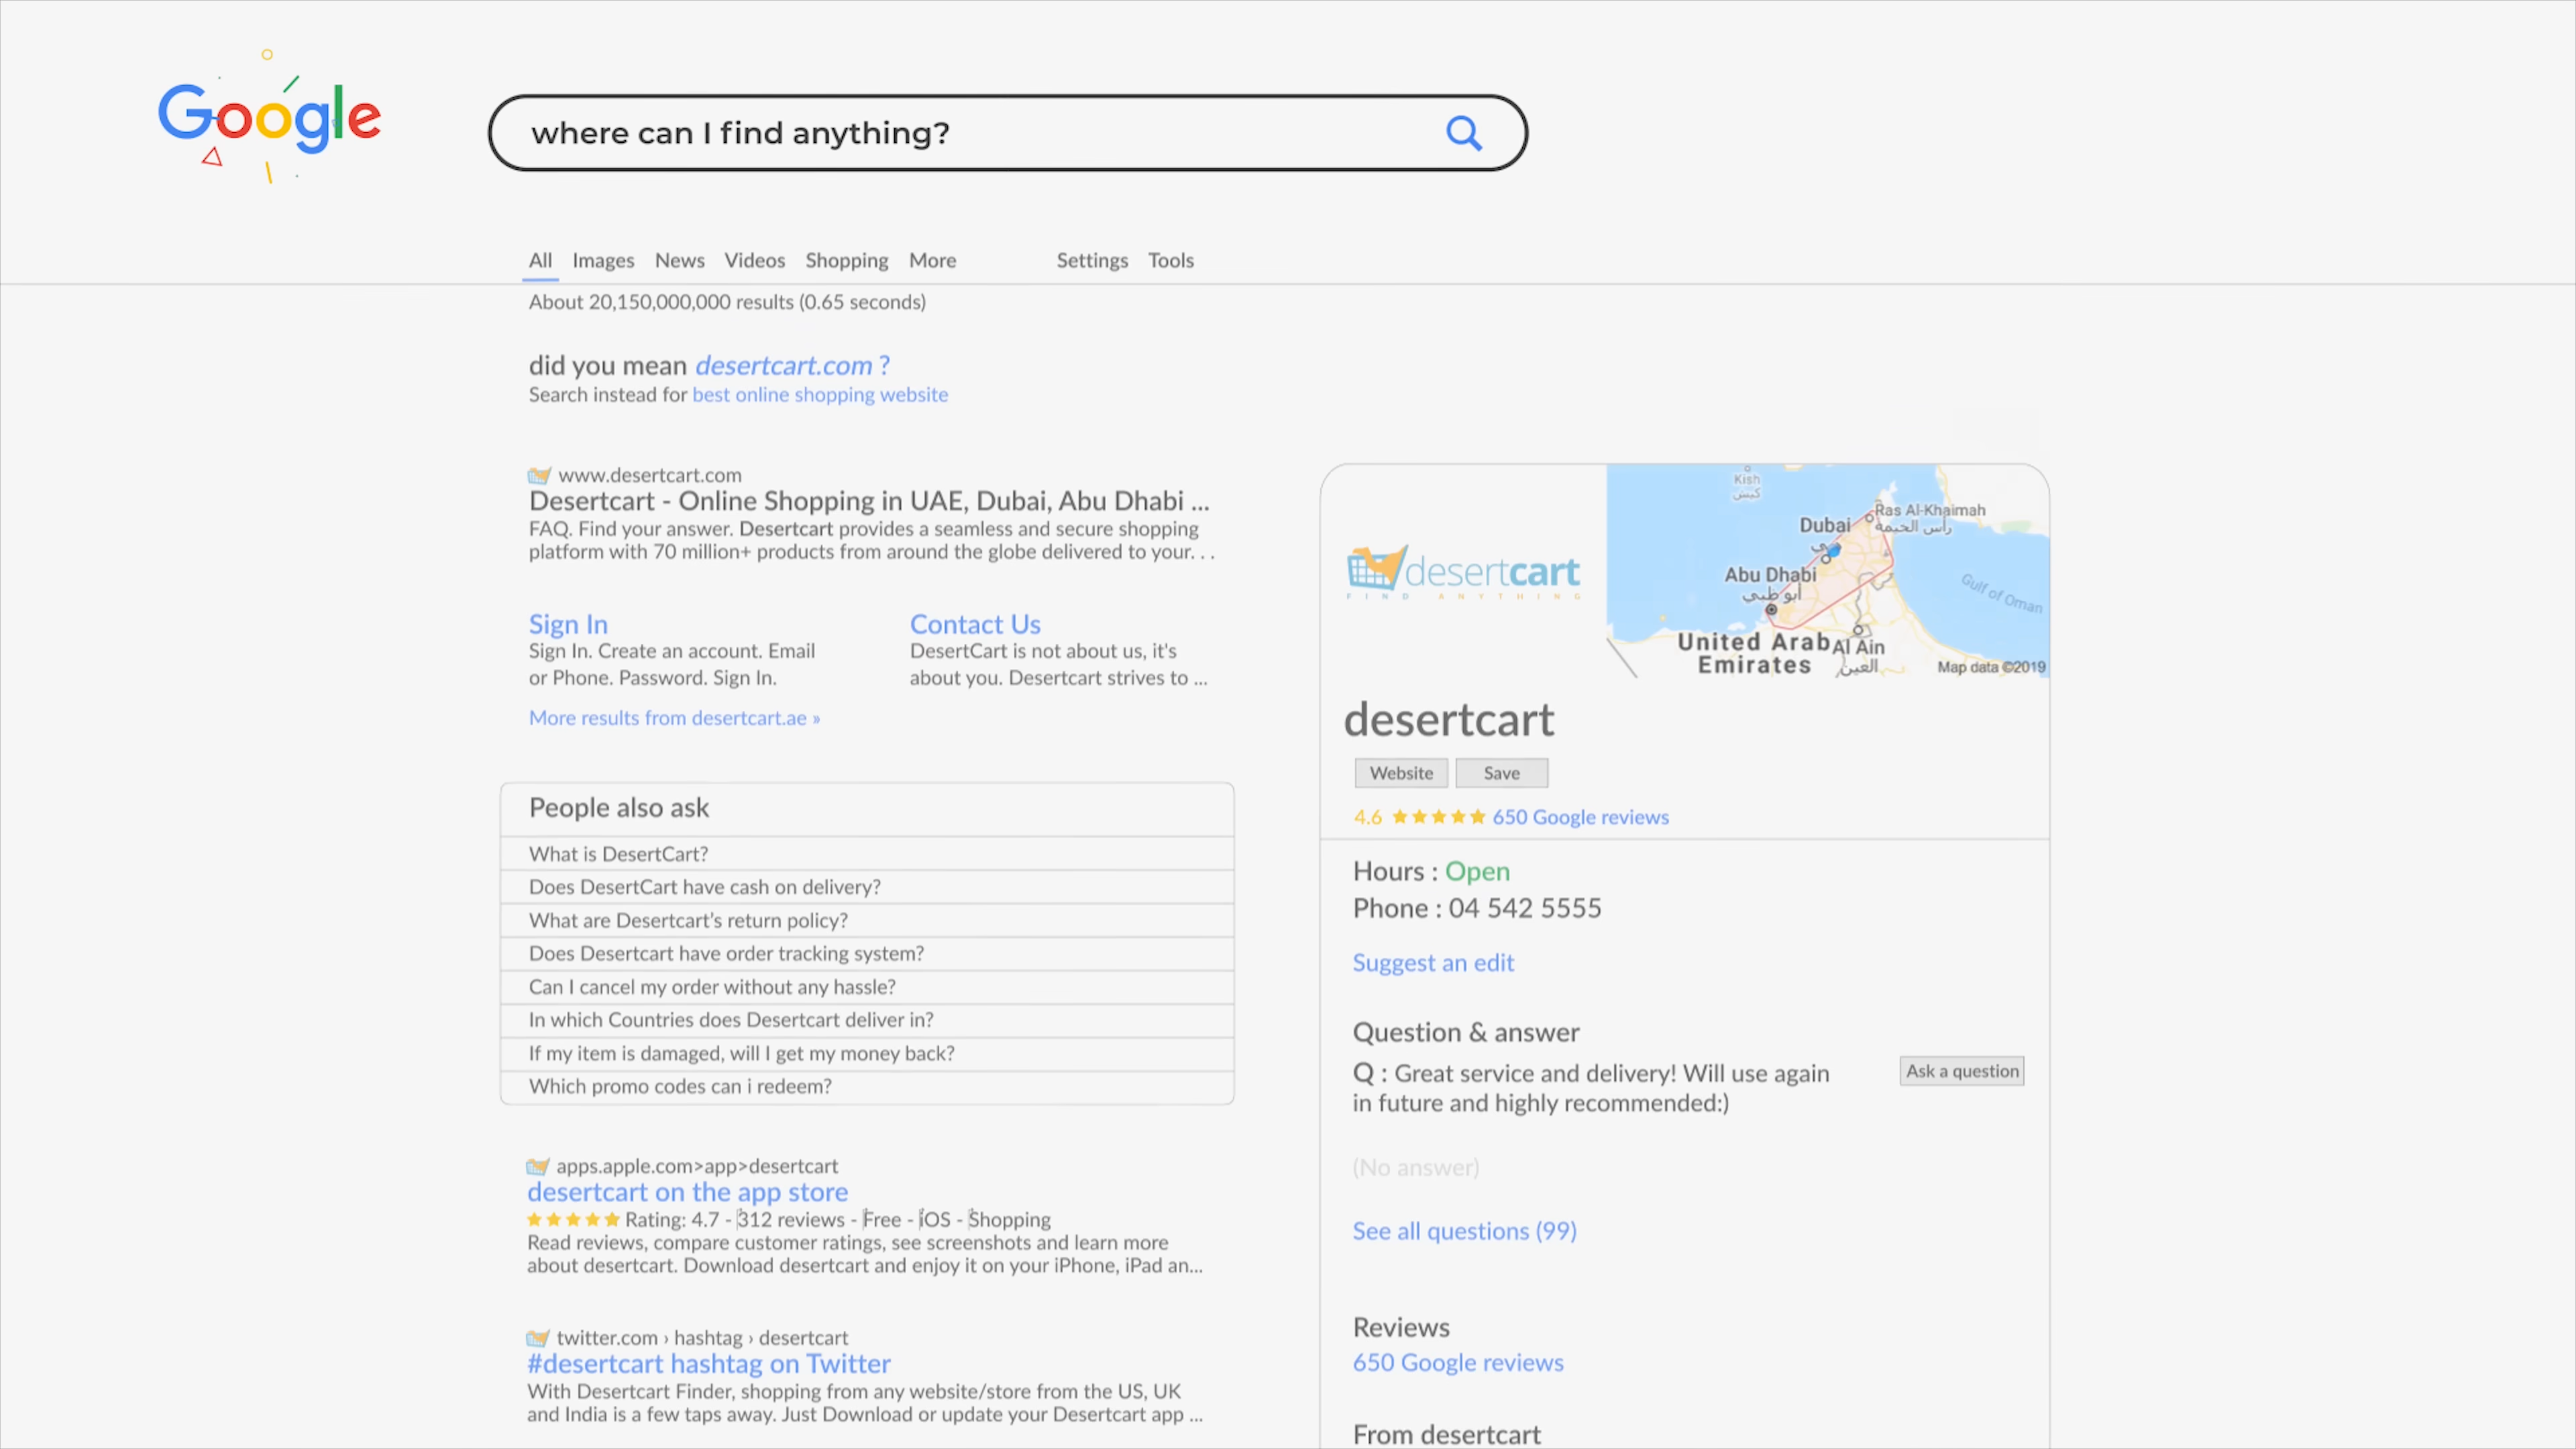 Google
where can I find anything?
All Images News Videos Shopping More Settings Tools
About 20,150,000,000 results (0.65 seconds)
did you mean desertcart.com ?
Search instead for best online shopping website
www.desertcart.com
Desertcart - Online Shopping in UAE, Dubai, Abu Dhabi ...
FAQ. Find your answer. Desertcart provides a seamless and secure shopping
platform with 70 million+ products from around the globe delivered to your. . .
Sign In
Sign In. Create an account. Email
or Phone. Password. Sign In.
Contact Us
DesertCart is not about us, it's
about you. Desertcart strives to ...
More results from desertcart.ae »
People also ask
What is DesertCart?
Does DesertCart have cash on delivery?
What are Desertcart's return policy?
Does Desertcart have order tracking system?
Can I cancel my order without any hassle?
In which Countries does Desertcart deliver in?
If my item is damaged, will I get my money back?
Which promo codes can i redeem?
apps.apple.com>app>desertcart
desertcart on the app store
Rating: 4.7 - 312 reviews - Free - iOS - Shopping
Read reviews, compare customer ratings, see screenshots and learn more
about desertcart. Download desertcart and enjoy it on your iPhone, iPad an...
twitter.com › hashtag › desertcart
#desertcart hashtag on Twitter
With Desertcart Finder, shopping from any website/store from the US, UK
and India is a few taps away. Just Download or update your Desertcart app ...
desertcart
FIND ANYTHING
Kish
كيش
Ras Al-Khaimah
رأس الخيمة
Dubai
Abu Dhabi
أبو ظبي
Gulf of Oman
United Arab
Emirates
Al Ain
العين
Map data ©2019
desertcart
Website Save
4.6 650 Google reviews
Hours : Open
Phone : 04 542 5555
Suggest an edit
Question & answer
Q : Great service and delivery! Will use again
in future and highly recommended:)
Ask a question
(No answer)
See all questions (99)
Reviews
650 Google reviews
From desertcart